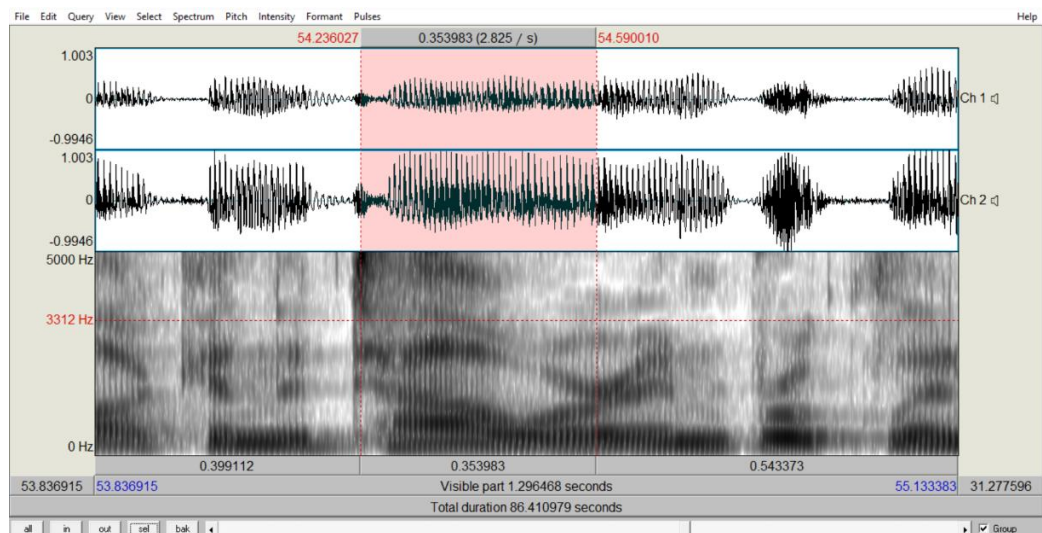 File Edit Query View Select Spectrum Pitch Intensity Formant Pulses Help
54.236027 0.353983 (2.825 / s) 54.590010
1.003
0 Ch 1
-0.9946
1.003
0 Ch 2
-0.9946
5000 Hz
3312 Hz
0 Hz
0.399112 0.353983 0.543373
53.836915 53.836915 Visible part 1.296468 seconds 55.133383 31.277596
Total duration 86.410979 seconds
all in out sel bak Group